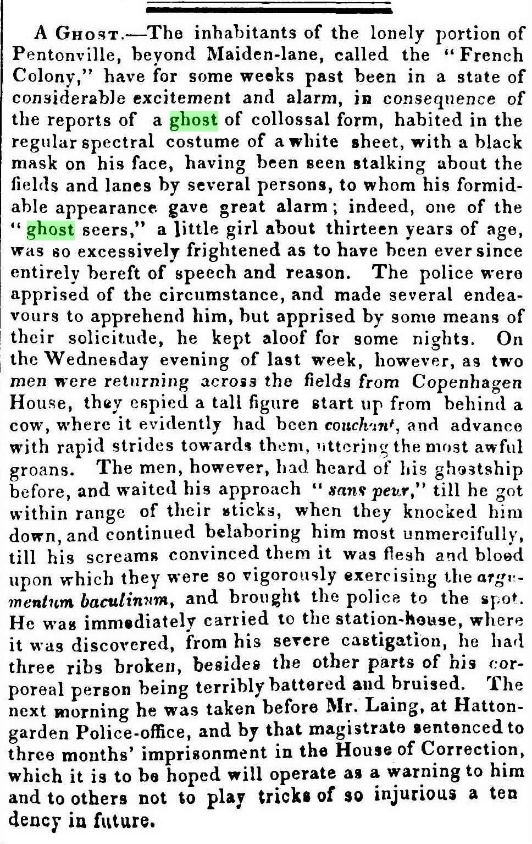 A GHOST.—The inhabitants of the lonely portion of
Pentonville, beyond Maiden-lane, called the "French
Colony," have for some weeks past been in a state of
considerable excitement and alarm, in consequence of
the reports of a ghost of collossal form, habited in the
regular spectral costume of a white sheet, with a black
mask on his face, having been seen stalking about the
fields and lanes by several persons, to whom his formid-
able appearance gave great alarm; indeed, one of the
"ghost seers," a little girl about thirteen years of age,
was so excessively frightened as to have been ever since
entirely bereft of speech and reason. The police were
apprised of the circumstance, and made several endea-
vours to apprehend him, but apprised by some means of
their solicitude, he kept aloof for some nights. On
the Wednesday evening of last week, however, as two
men were returning across the fields from Copenhagen
House, they espied a tall figure start up from behind a
cow, where it evidently had been couchant, and advance
with rapid strides towards them, uttering the most awful
groans. The men, however, had heard of his ghostship
before, and waited his approach "sans peur," till he got
within range of their sticks, when they knocked him
down, and continued belaboring him most unmercifully,
till his screams convinced them it was flesh and blood
upon which they were so vigorously exercising the argu-
mentum baculinum, and brought the police to the spot.
He was immediately carried to the station-house, where
it was discovered, from his severe castigation, he had
three ribs broken, besides the other parts of his cor-
poreal person being terribly battered and bruised. The
next morning he was taken before Mr. Laing, at Hatton-
garden Police-office, and by that magistrate sentenced to
three months' imprisonment in the House of Correction,
which it is to be hoped will operate as a warning to him
and to others not to play tricks of so injurious a ten
dency in future.